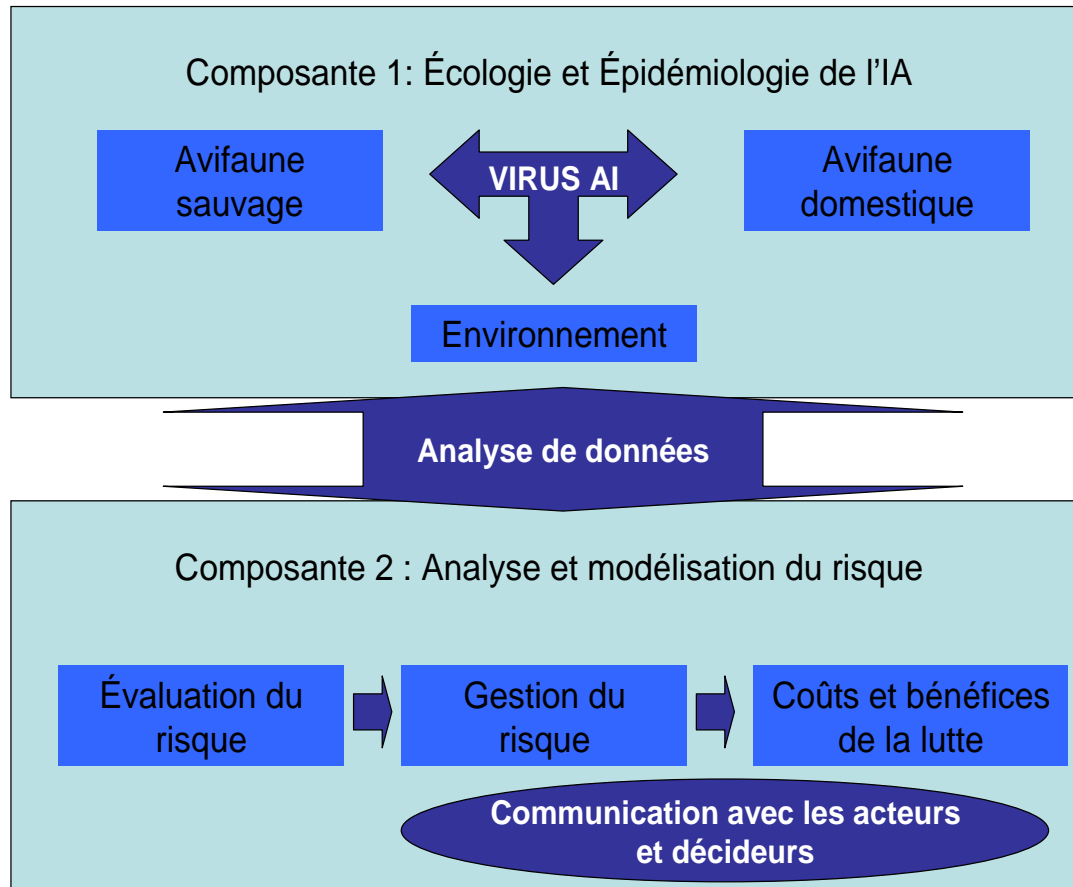 Composante 1: Écologie et Épidémiologie de l'IA
Avifaune
sauvage
VIRUS AI
Avifaune
domestique
Environnement
Analyse de données
Composante 2 : Analyse et modélisation du risque
Évaluation du
risque
Gestion du
risque
Coûts et bénéfices
de la lutte
Communication avec les acteurs
et décideurs